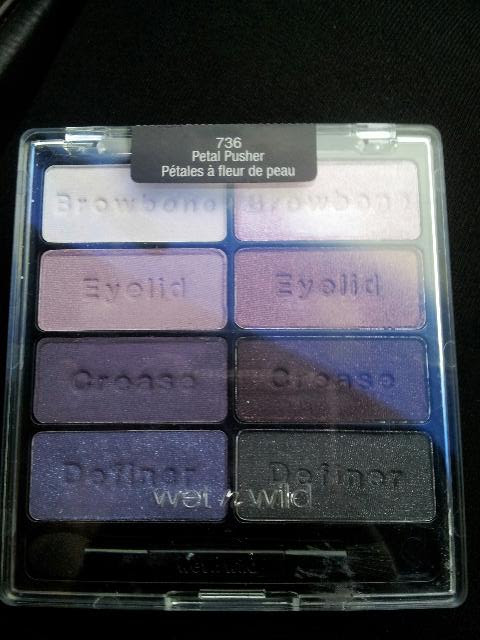 736
Petal Pusher
Pétales à fleur de peau
Browbone Browbone
Eyelid Eyelid
Crease Crease
Definer Definer
wet n wild